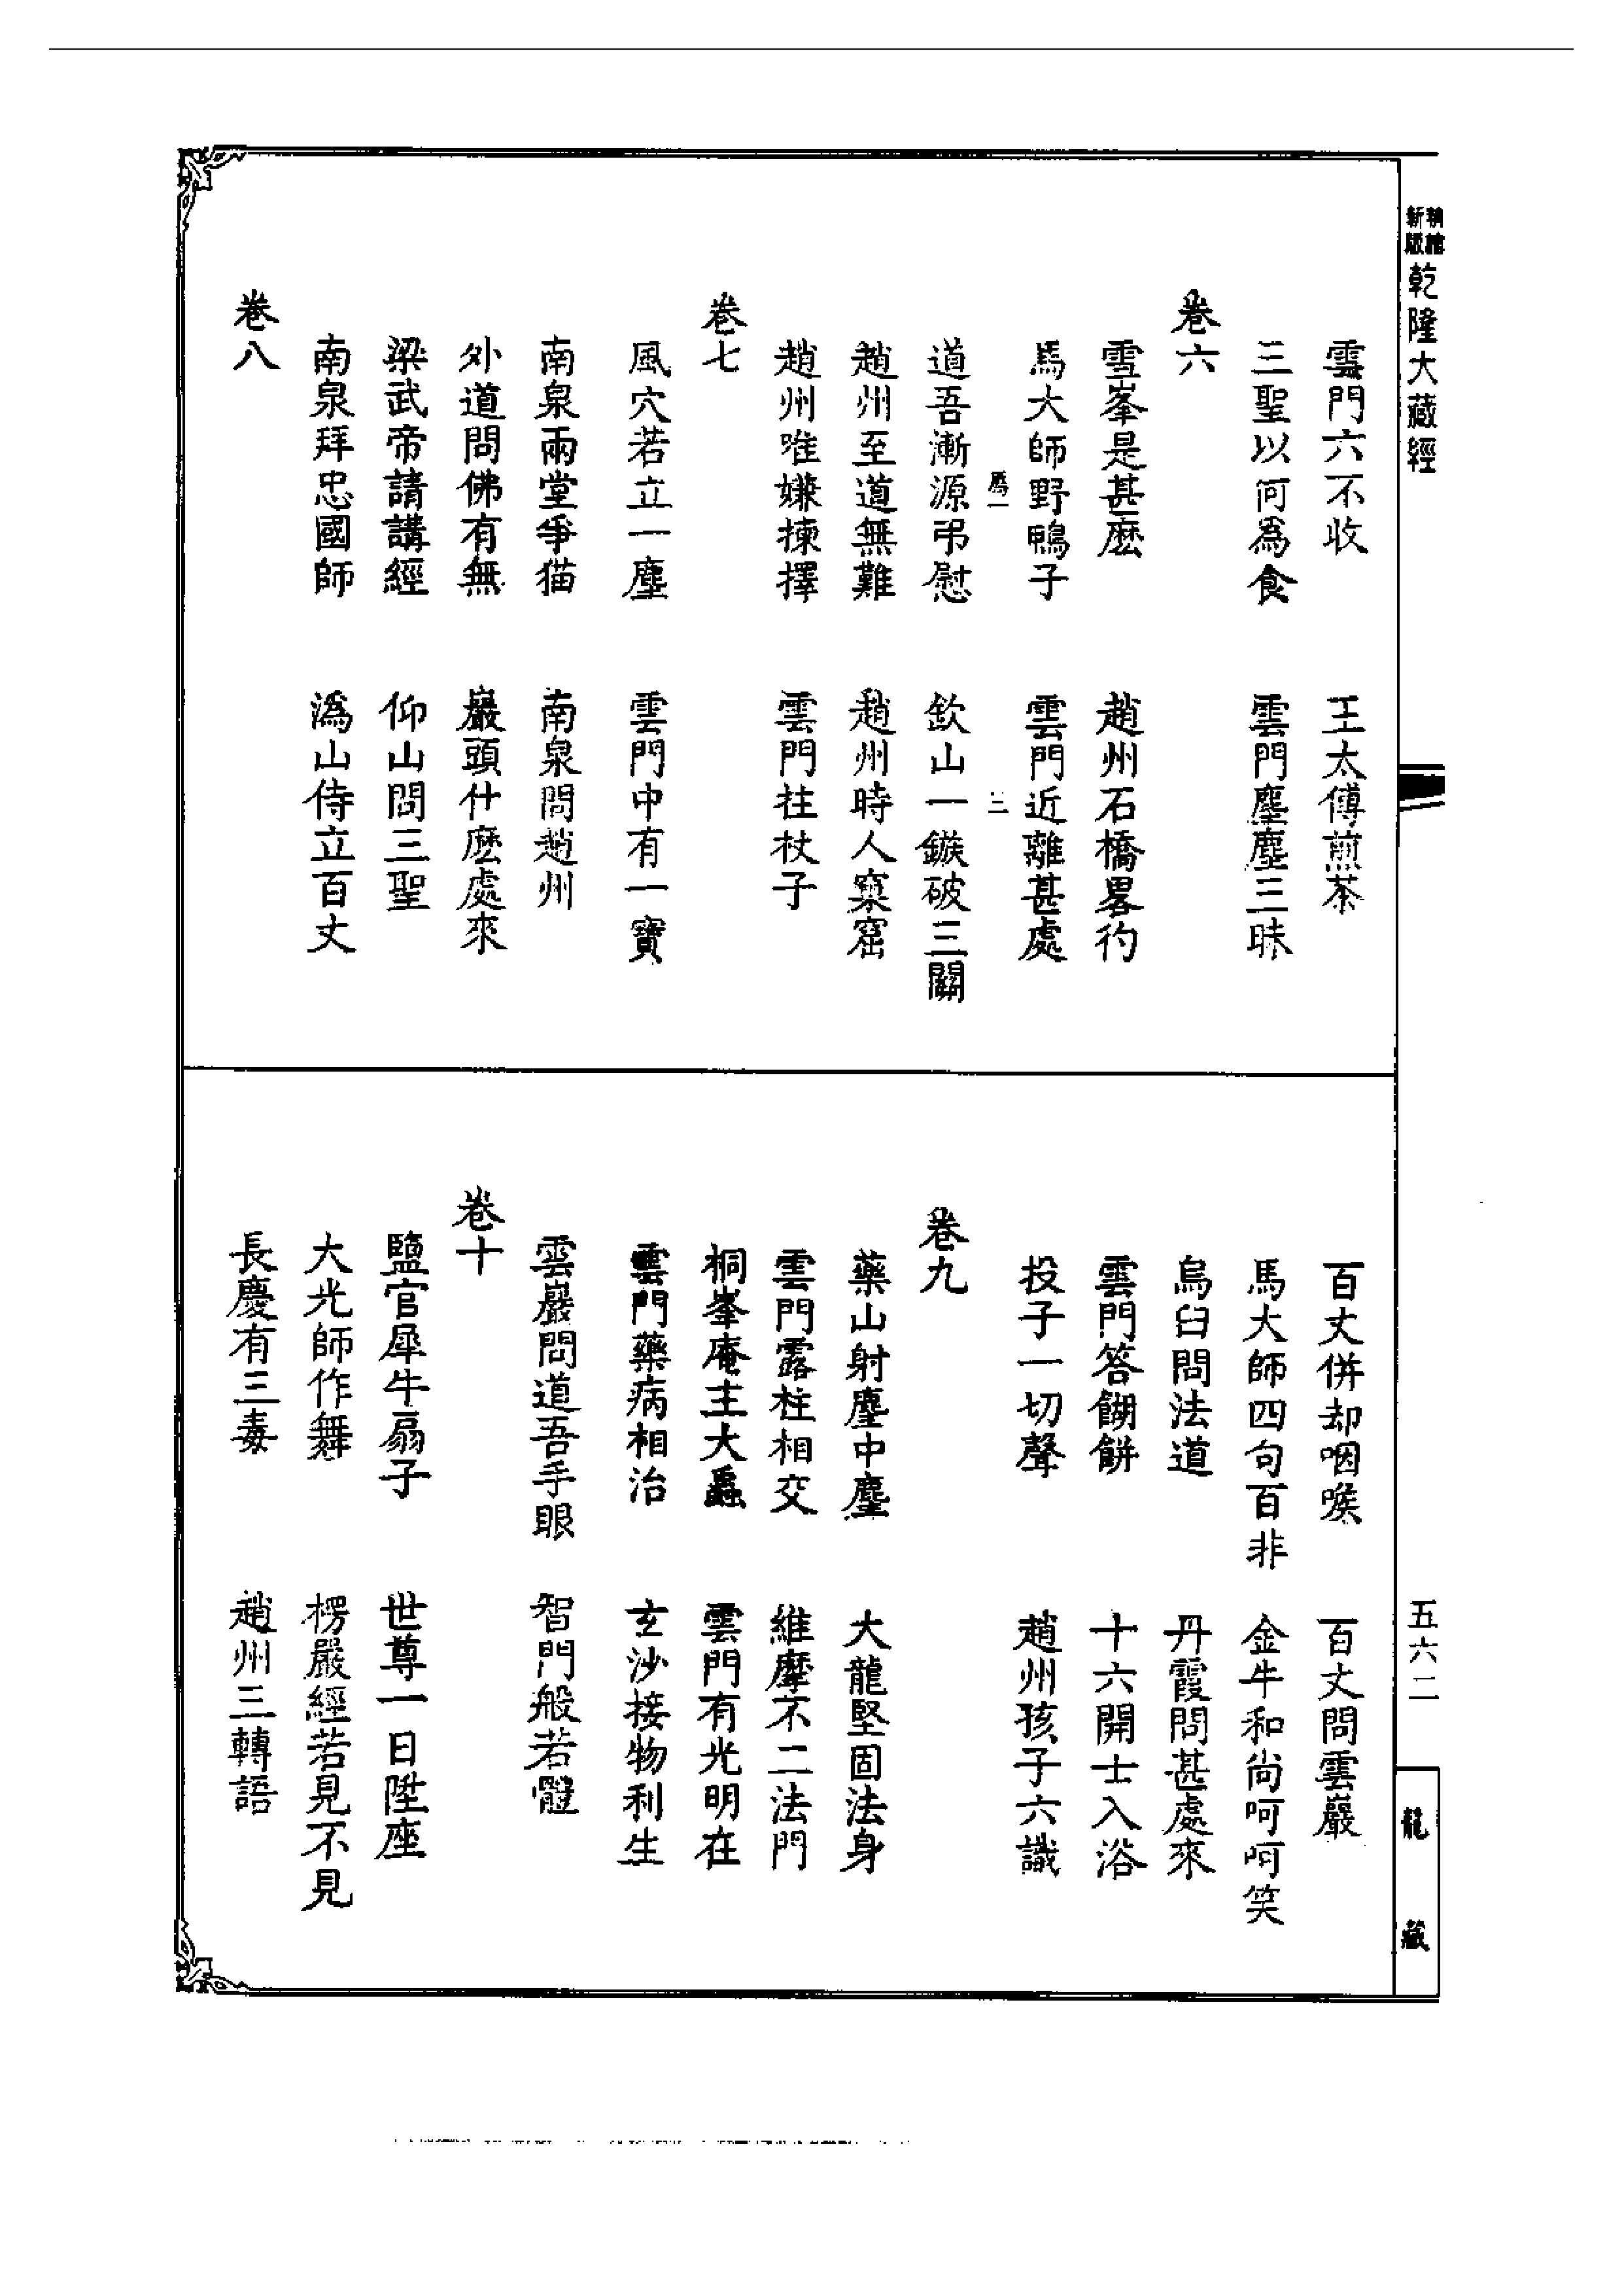 精繕新版乾隆大藏經
雲門六不收　王太傅煎茶
三聖以何爲食　雲門塵塵三昧
卷六
雪峯是甚麽　趙州石橋畧彴
馬大師野鴨子　雲門近離甚處
道吾漸源弔慰　欽山一鏃破三關
趙州至道無難　趙州時人窠窟
趙州唯嫌揀擇　雲門拄杖子
卷七
風穴若立一塵　雲門中有一寶
南泉兩堂爭猫　南泉問趙州
外道問佛有無　巖頭什麽處來
梁武帝請講經　仰山問三聖
南泉拜忠國師　溈山侍立百丈
卷八
百丈併却咽喉　百丈問雲巖
馬大師四句百非　金牛和尚呵呵笑
烏臼問法道　丹霞問甚處來
雲門答餬餅　十六開士入浴
投子一切聲　趙州孩子六識
卷九
藥山射麈中麈　大龍堅固法身
雲門露柱相交　維摩不二法門
桐峯庵主大蟲　雲門有光明在
雲門藥病相治　玄沙接物利生
雲巖問道吾手眼　智門般若體
卷十
鹽官犀牛扇子　世尊一日陞座
大光師作舞　楞嚴經若見不見
長慶有三毒　趙州三轉語
五六二
龍藏